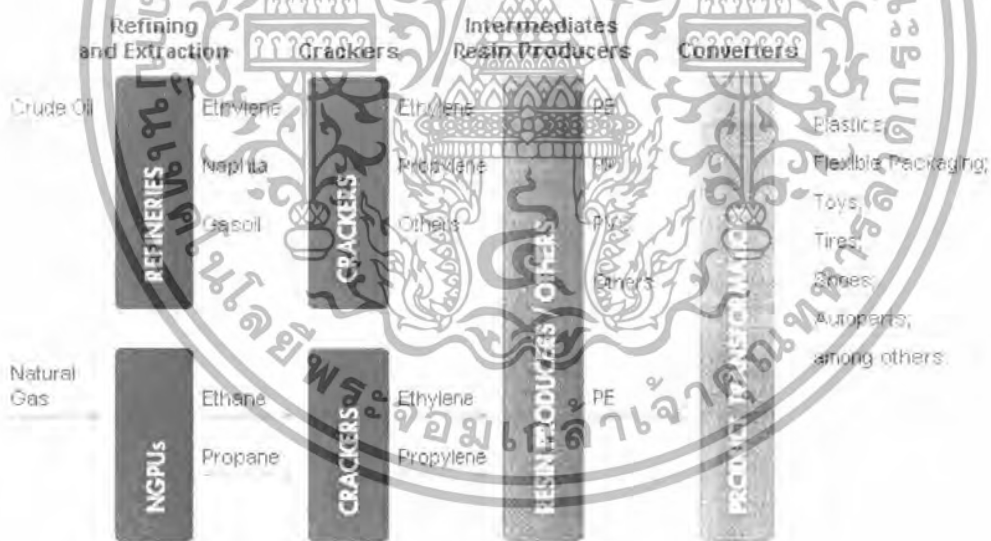 Refining
and Extraction
Crackers
Intermediates
Resin Producers
Converters
Crude Oil
REFINERIES
Ethylene
Naphta
Gasoil
CRACKERS
Ethylene
Propylene
Others
RESIN PRODUCERS / OTHERS
PE
Others
PRODUCT TRANSFORMATION
Plastics;
Flexible Packaging;
Toys;
Tires;
Shoes;
Autoparts;
among others.
Natural
Gas
NGPUs
Ethane
Propane
CRACKERS
Ethylene
Propylene
PE